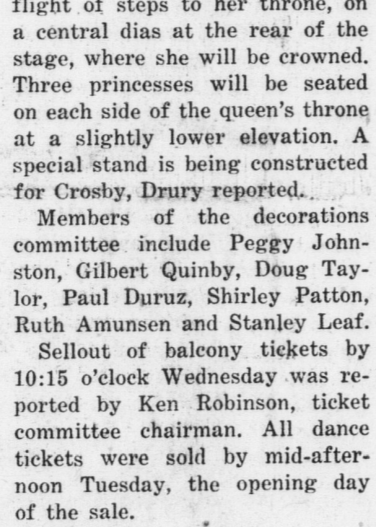 flight of steps to her throne, on
a central dias at the rear of the
stage, where she will be crowned.
Three princesses will be seated
on each side of the queen's throne
at a slightly lower elevation. A
special stand is being constructed
for Crosby, Drury reported.
Members of the decorations
committee include Peggy John-
ston, Gilbert Quinby, Doug Tay-
lor, Paul Duruz, Shirley Patton,
Ruth Amunsen and Stanley Leaf.
Sellout of balcony tickets by
10:15 o'clock Wednesday was re-
ported by Ken Robinson, ticket
committee chairman. All dance
tickets were sold by mid-after-
noon Tuesday, the opening day
of the sale.